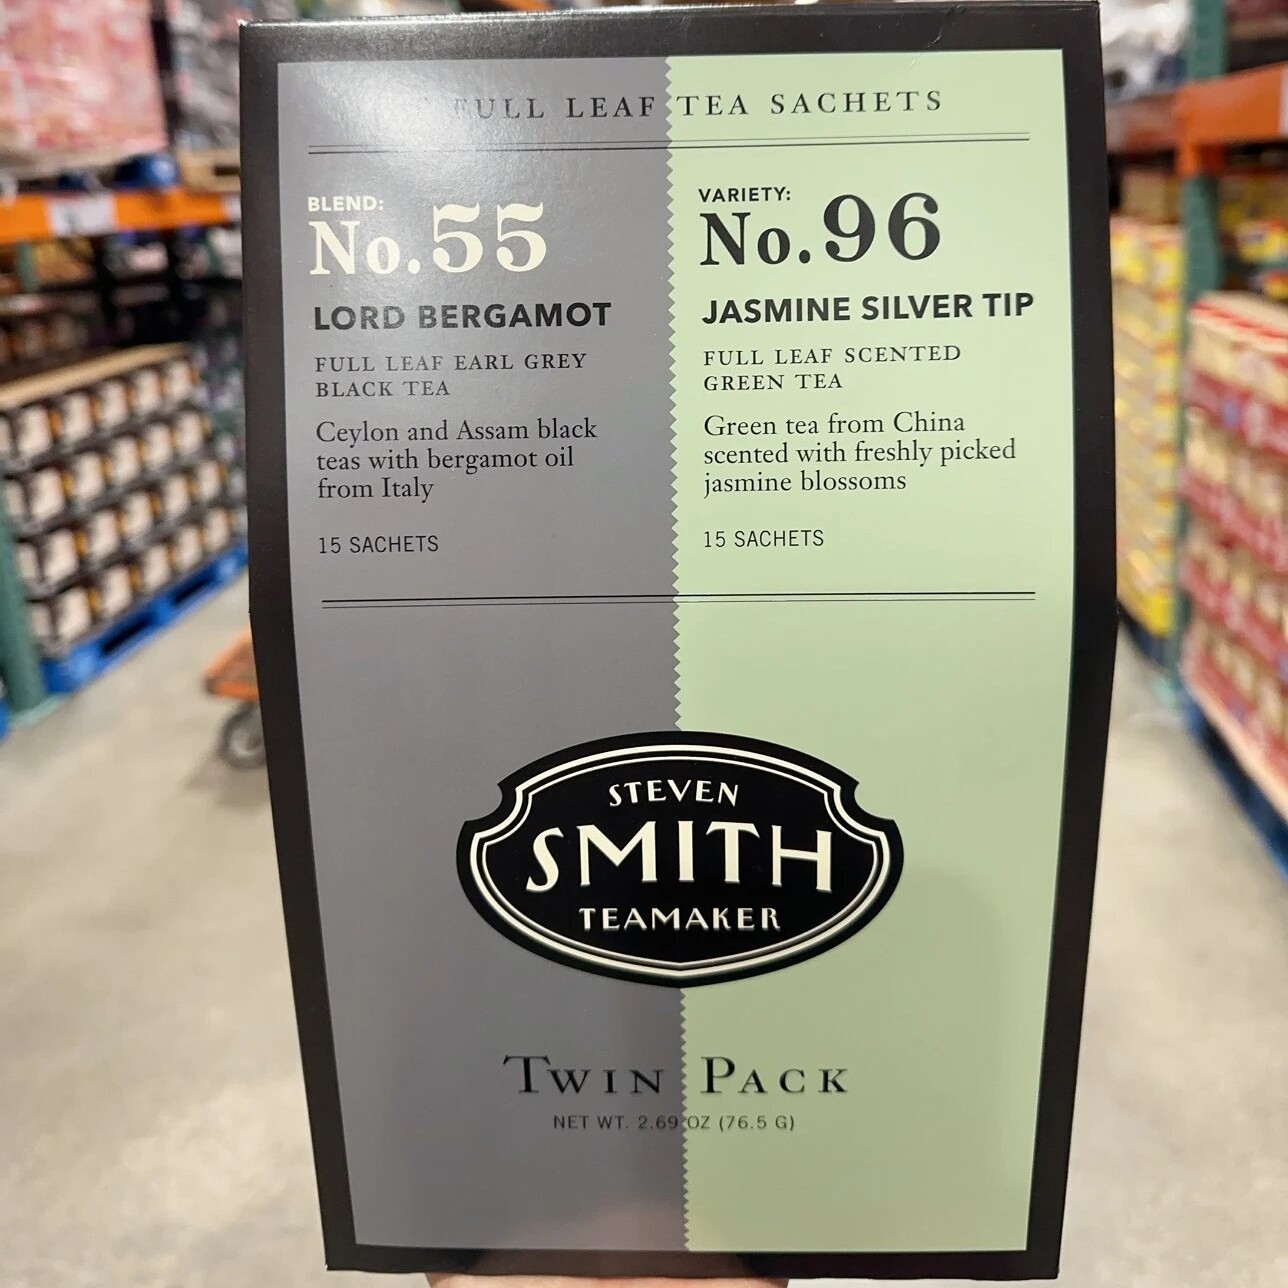 FULL LEAF TEA SACHETS
BLEND:
No.55
LORD BERGAMOT
FULL LEAF EARL GREY
BLACK TEA
Ceylon and Assam black
teas with bergamot oil
from Italy
15 SACHETS
VARIETY:
No.96
JASMINE SILVER TIP
FULL LEAF SCENTED
GREEN TEA
Green tea from China
scented with freshly picked
jasmine blossoms
15 SACHETS
STEVEN
SMITH
TEAMAKER
TWIN PACK
NET WT. 2.69 OZ (76.5 G)